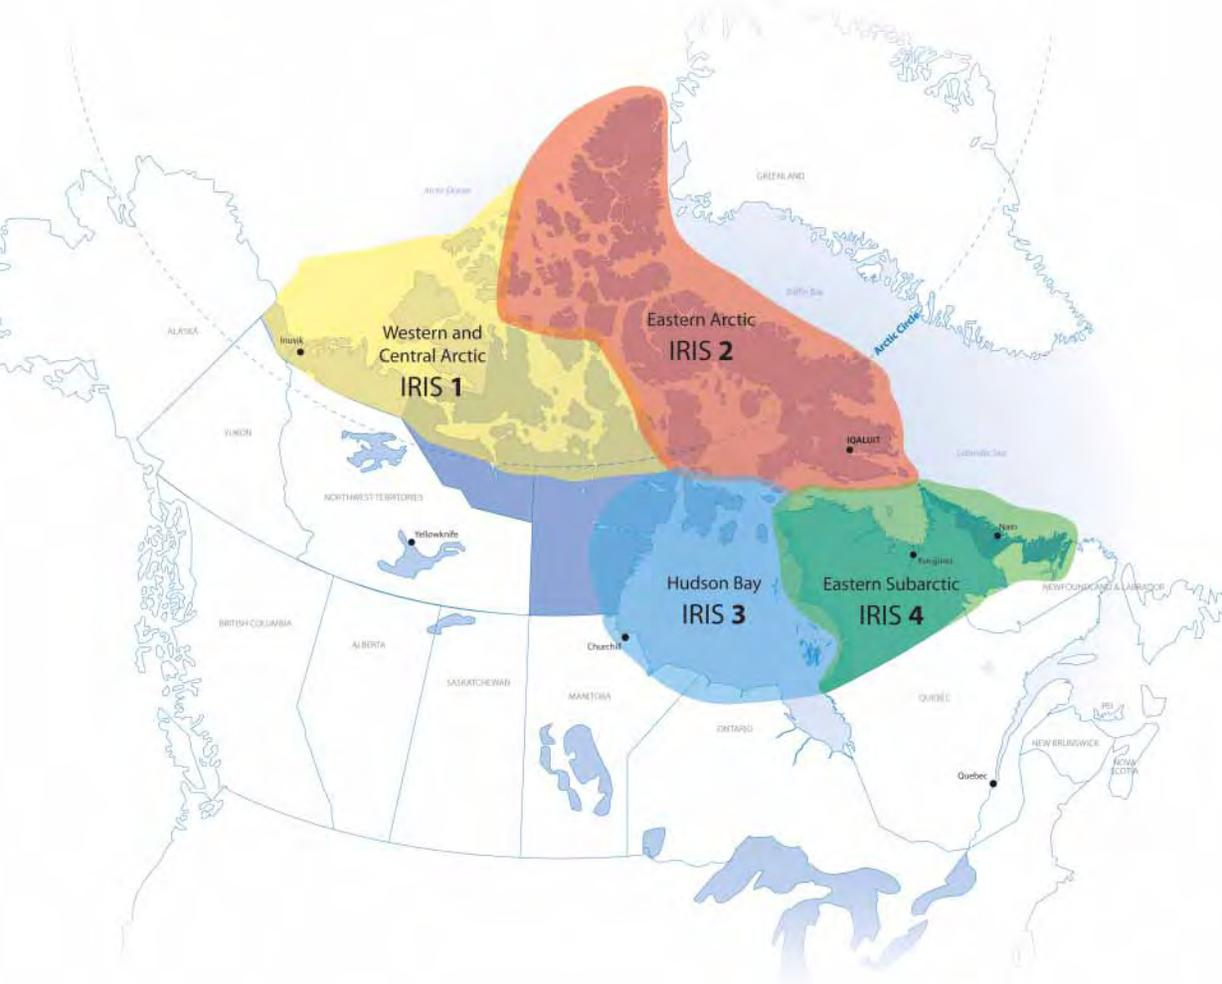 Arctic Ocean
GREENLAND
Baffin Bay
Eastern Arctic
IRIS 2
Arctic Circle
ALASKA
Inuvik
Western and
Central Arctic
IRIS 1
YUKON
IQALUIT
Labrador Sea
NORTHWEST TERRITORIES
Yellowknife
Nain
Kuujjuaq
Hudson Bay
IRIS 3
Eastern Subarctic
IRIS 4
NEWFOUNDLAND & LABRADOR
BRITISH COLUMBIA
ALBERTA
Churchill
SASKATCHEWAN
MANITOBA
QUÉBEC
ONTARIO
PEI
NEW BRUNSWICK
NOVA
SCOTIA
Quebec